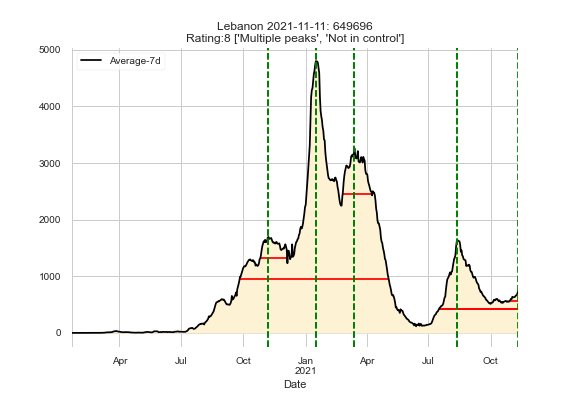 Lebanon 2021-11-11: 649696
Rating:8 ['Multiple peaks', 'Not in control']
Average-7d
5000
4000
3000
2000
1000
0
Apr Jul Oct Jan Apr Jul Oct
2021
Date